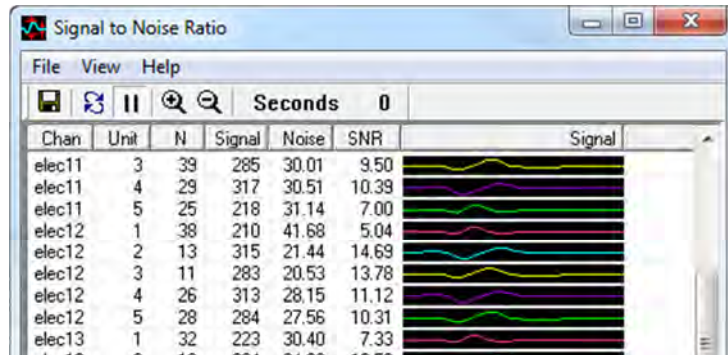 Signal to Noise Ratio
File View Help
Seconds 0
Chan Unit N Signal Noise SNR Signal
elec11 3 39 285 30.01 9.50
elec11 4 29 317 30.51 10.39
elec11 5 25 218 31.14 7.00
elec12 1 38 210 41.68 5.04
elec12 2 13 315 21.44 14.69
elec12 3 11 283 20.53 13.78
elec12 4 26 313 28.15 11.12
elec12 5 28 284 27.56 10.31
elec13 1 32 223 30.40 7.33